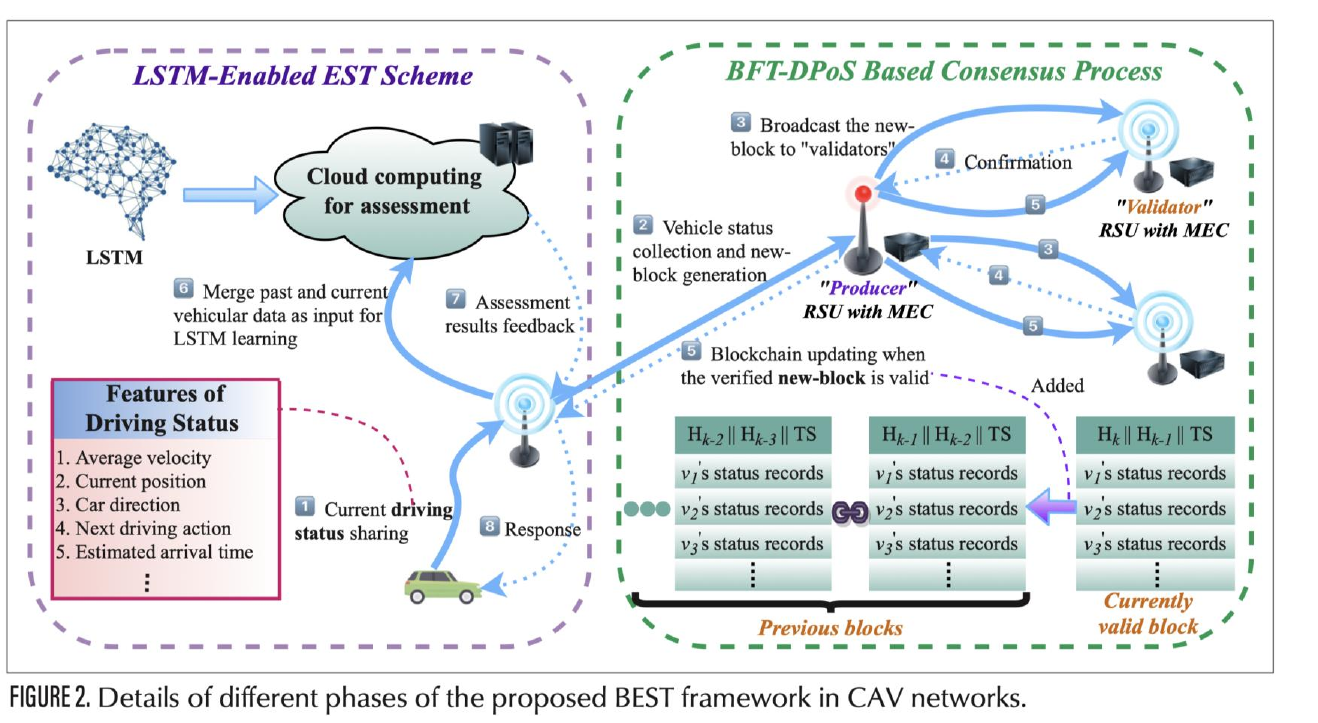 LSTM-Enabled EST Scheme
LSTM
Cloud computing
for assessment
6 Merge past and current
vehicular data as input for
LSTM learning
7 Assessment
results feedback
Features of
Driving Status
1. Average velocity
2. Current position
3. Car direction
4. Next driving action
5. Estimated arrival time
⋮
1 Current driving
status sharing
8 Response
BFT-DPoS Based Consensus Process
3 Broadcast the new-
block to "validators"
4 Confirmation
5
"Validator"
RSU with MEC
2 Vehicle status
collection and new-
block generation
"Producer"
RSU with MEC
3
4
5
5 Blockchain updating when
the verified new-block is valid
Added
Hk-2 || Hk-3 || TS
v1's status records
v2's status records
v3's status records
⋮
Hk-1 || Hk-2 || TS
v1's status records
v2's status records
v3's status records
⋮
Hk || Hk-1 || TS
v1's status records
v2's status records
v3's status records
⋮
Previous blocks
Currently
valid block
FIGURE 2. Details of different phases of the proposed BEST framework in CAV networks.